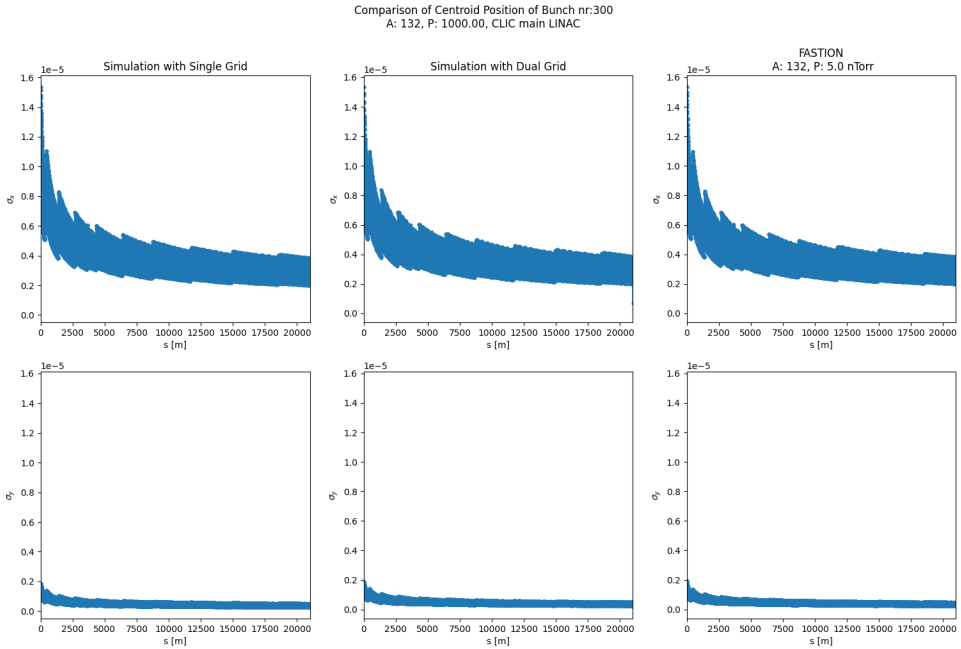 Comparison of Centroid Position of Bunch nr:300
A: 132, P: 1000.00, CLIC main LINAC
Simulation with Single Grid
1e−5
1.6
1.4
1.2
1.0
0.8
0.6
0.4
0.2
0.0
σx
0 2500 5000 7500 10000 12500 15000 17500 20000
s [m]
Simulation with Dual Grid
1e−5
1.6
1.4
1.2
1.0
0.8
0.6
0.4
0.2
0.0
σx
0 2500 5000 7500 10000 12500 15000 17500 20000
s [m]
FASTION
A: 132, P: 5.0 nTorr
1e−5
1.6
1.4
1.2
1.0
0.8
0.6
0.4
0.2
0.0
σx
0 2500 5000 7500 10000 12500 15000 17500 20000
s [m]
1e−5
1.6
1.4
1.2
1.0
0.8
0.6
0.4
0.2
0.0
σy
0 2500 5000 7500 10000 12500 15000 17500 20000
s [m]
1e−5
1.6
1.4
1.2
1.0
0.8
0.6
0.4
0.2
0.0
σy
0 2500 5000 7500 10000 12500 15000 17500 20000
s [m]
1e−5
1.6
1.4
1.2
1.0
0.8
0.6
0.4
0.2
0.0
σy
0 2500 5000 7500 10000 12500 15000 17500 20000
s [m]